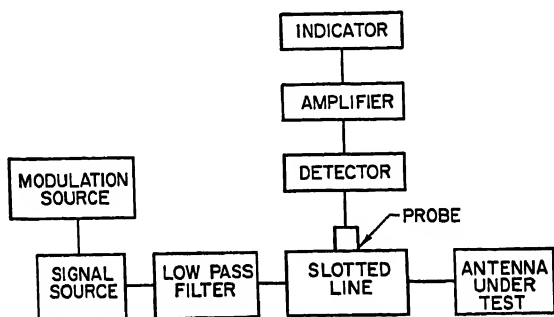 INDICATOR
AMPLIFIER
DETECTOR
MODULATION
SOURCE
PROBE
SIGNAL
SOURCE
LOW PASS
FILTER
SLOTTED
LINE
ANTENNA
UNDER
TEST